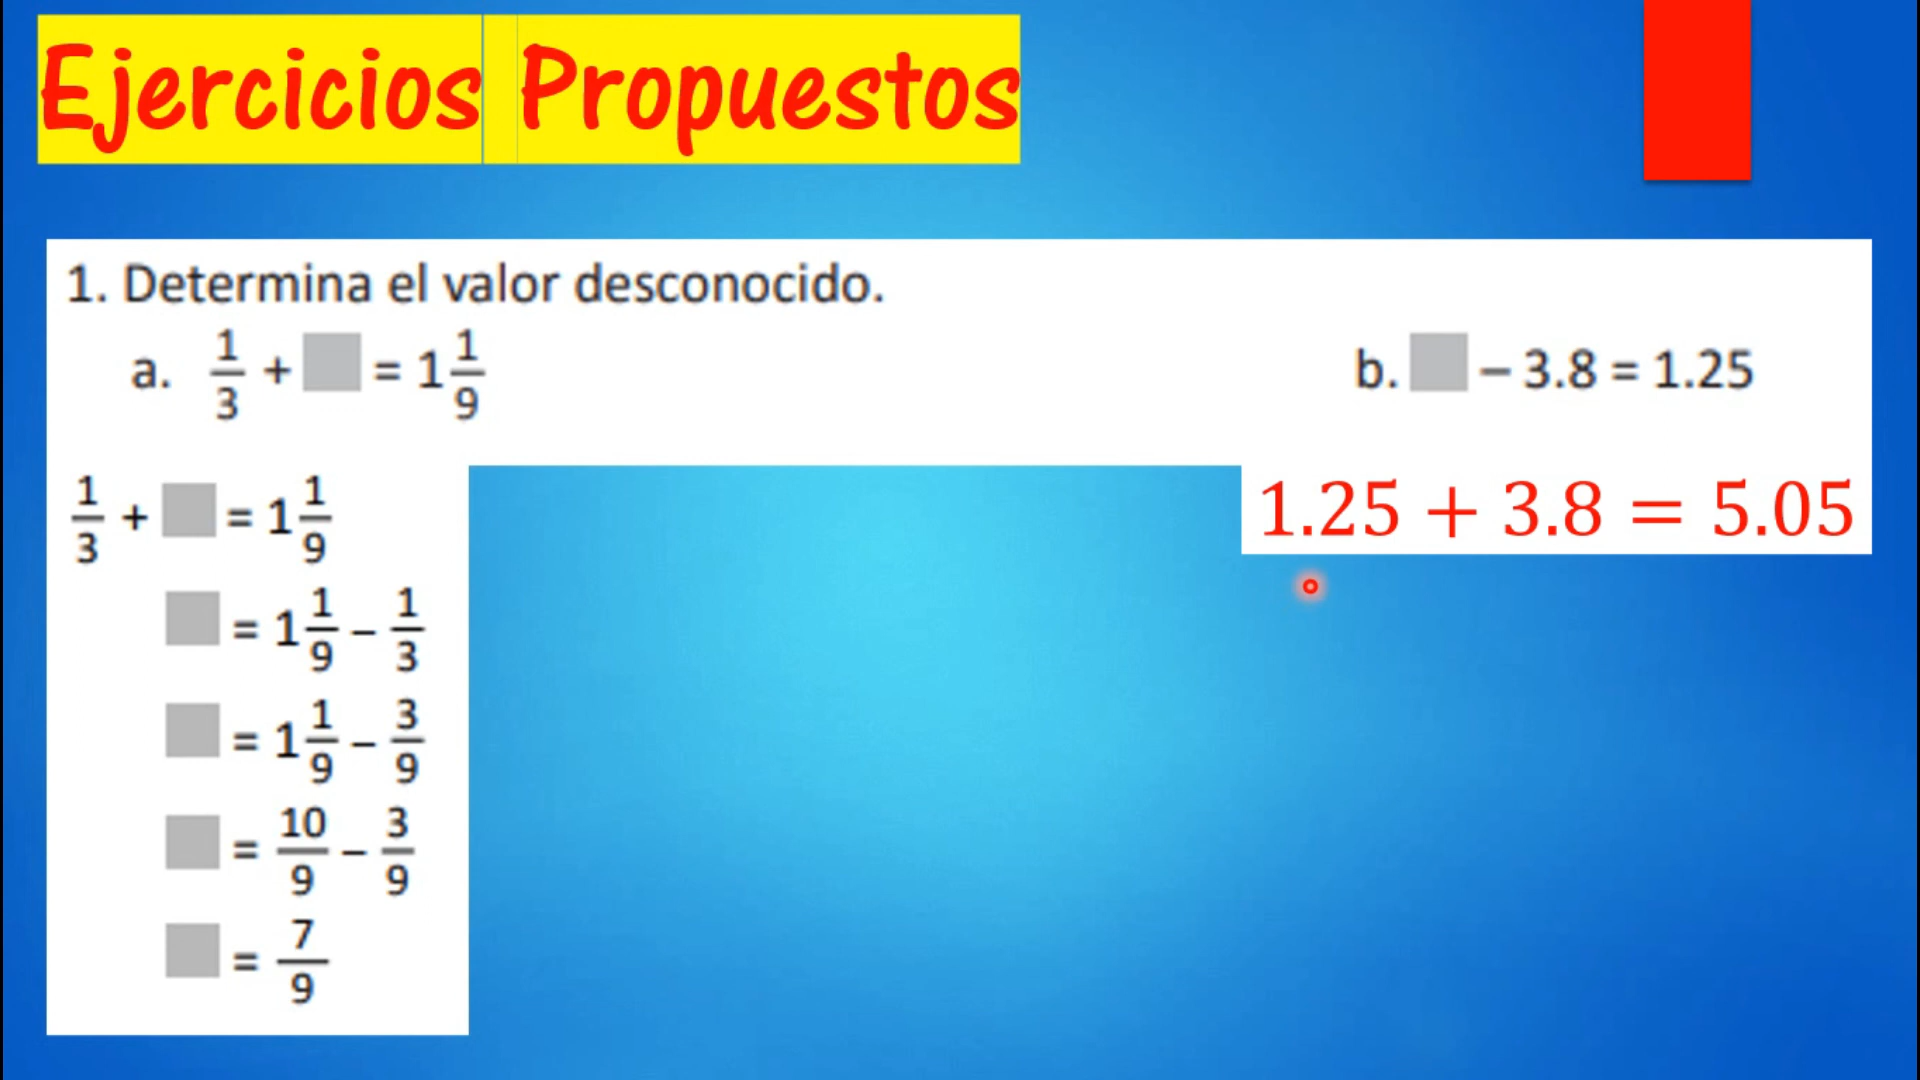 Ejercicios Propuestos
1. Determina el valor desconocido.
a. 1/3 + □ = 1 1/9
b. □ – 3.8 = 1.25
1/3 + □ = 1 1/9
□ = 1 1/9 – 1/3
□ = 1 1/9 – 3/9
□ = 10/9 – 3/9
□ = 7/9
1.25 + 3.8 = 5.05